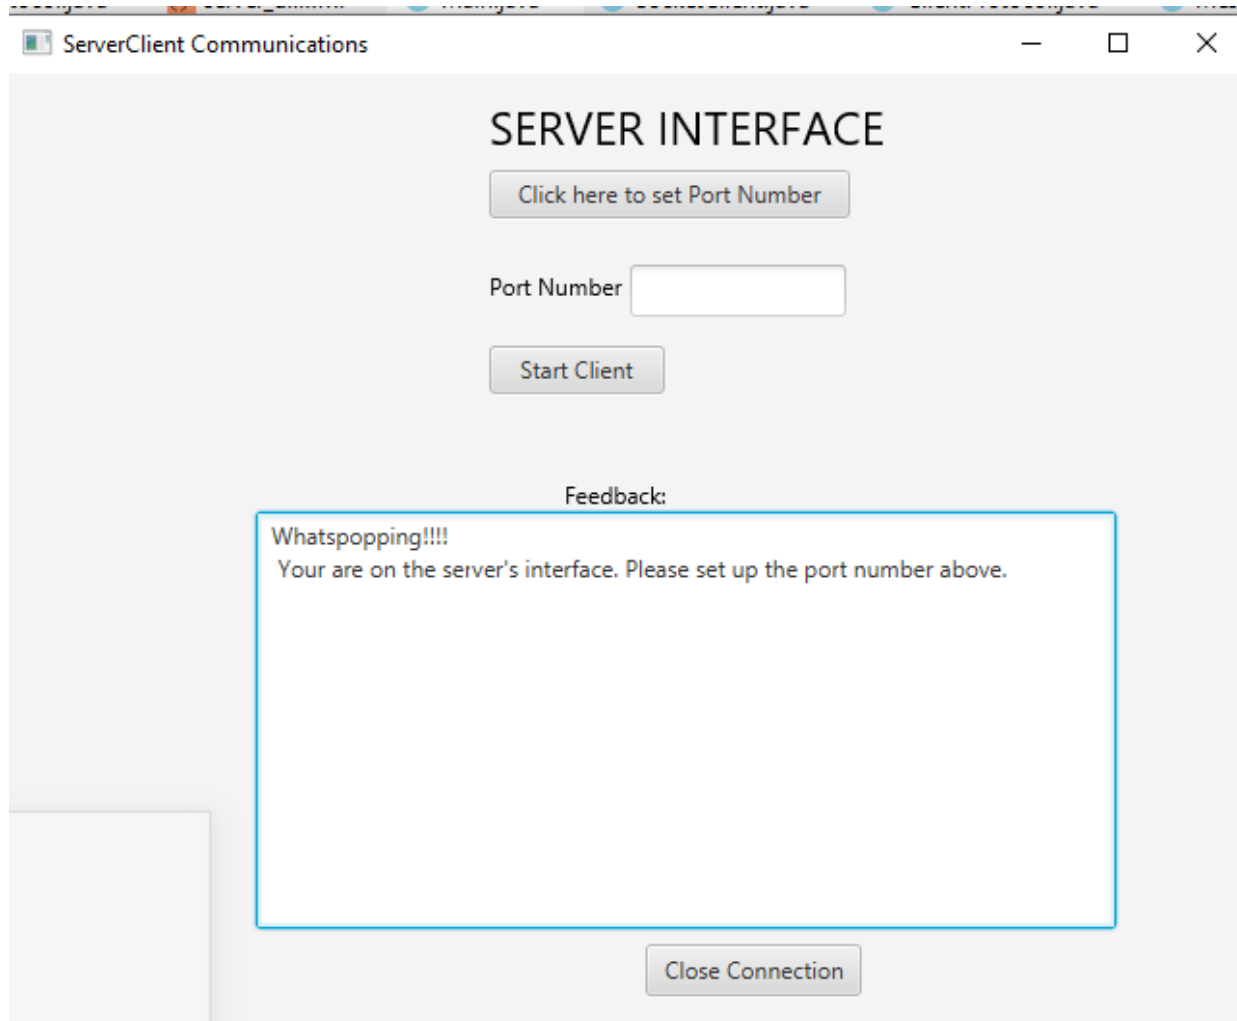 ServerClient Communications
SERVER INTERFACE
Click here to set Port Number
Port Number
Start Client
Feedback:
Whatspopping!!!!
Your are on the server's interface. Please set up the port number above.
Close Connection